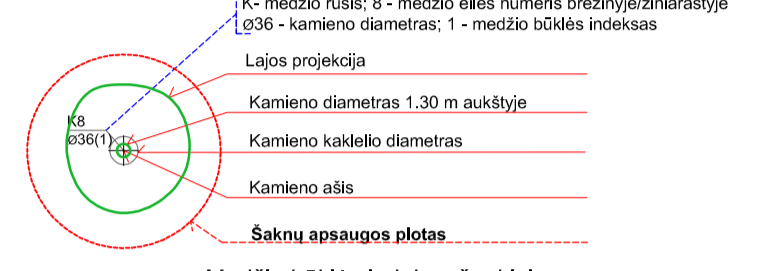 K- medžio rūšis; 8 - medžio eilės numeris brėžinyje/žiniaraštyje
ø36 - kamieno diametras; 1 - medžio būklės indeksas
Lajos projekcija
Kamieno diametras 1.30 m aukštyje
K8
ø36(1)
Kamieno kaklelio diametras
Kamieno ašis
Šaknų apsaugos plotas